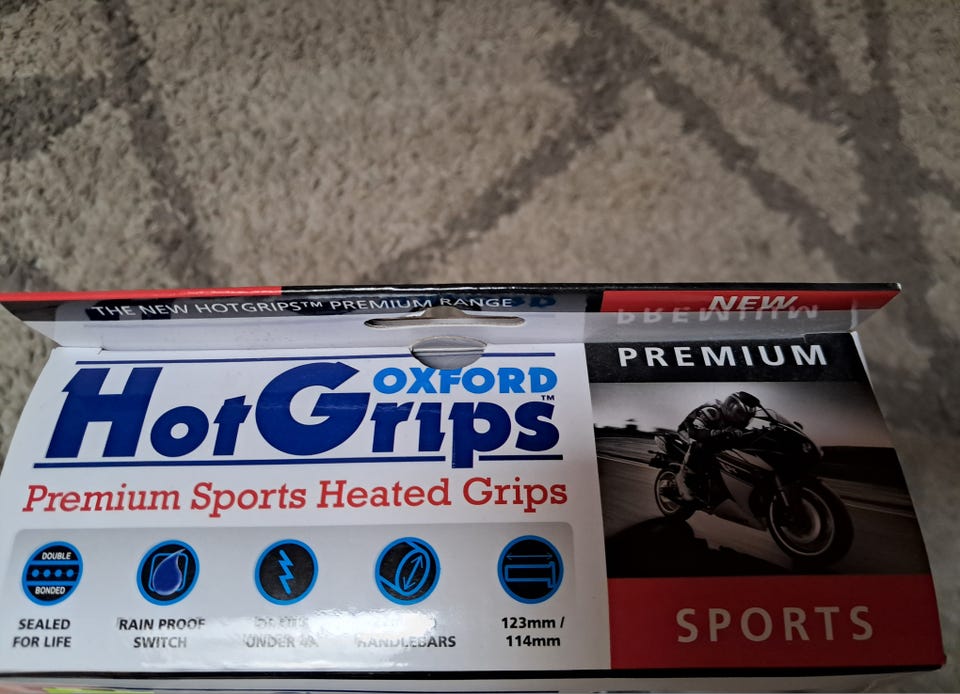 THE NEW HOTGRIPS™ PREMIUM RANGE
NEW
PREMIUM
OXFORD
HotGrips™
Premium Sports Heated Grips
DOUBLE
BONDED
SEALED
FOR LIFE
RAIN PROOF
SWITCH
UNDER 4A
HANDLEBARS
123mm /
114mm
SPORTS